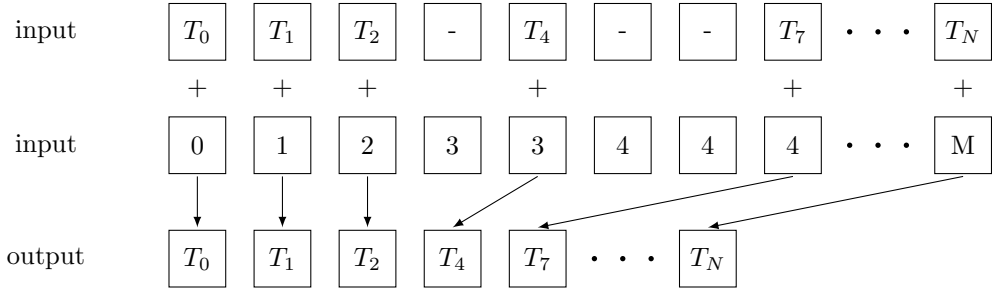 input T₀ T₁ T₂ - T₄ - - T₇ · · · T_N
+ + + + + +
input 0 1 2 3 3 4 4 4 · · · M
output T₀ T₁ T₂ T₄ T₇ · · · T_N